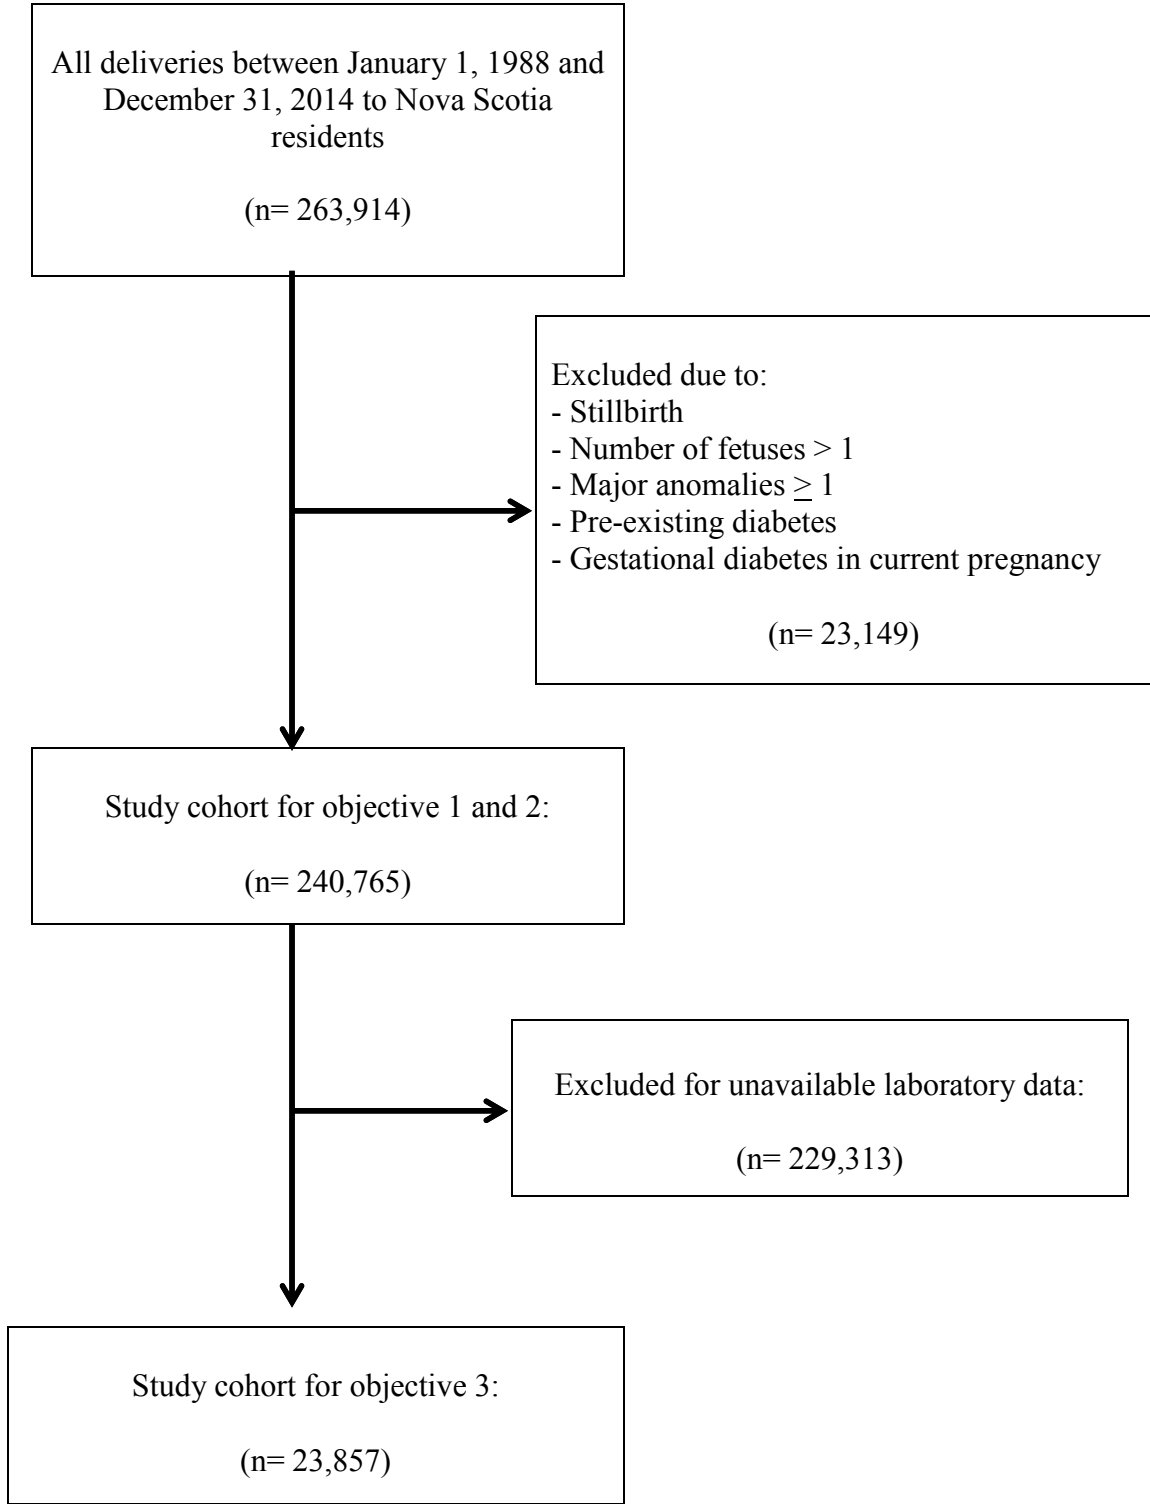 All deliveries between January 1, 1988 and
December 31, 2014 to Nova Scotia
residents
(n= 263,914)
Excluded due to:
- Stillbirth
- Number of fetuses > 1
- Major anomalies ≥ 1
- Pre-existing diabetes
- Gestational diabetes in current pregnancy
(n= 23,149)
Study cohort for objective 1 and 2:
(n= 240,765)
Excluded for unavailable laboratory data:
(n= 229,313)
Study cohort for objective 3:
(n= 23,857)